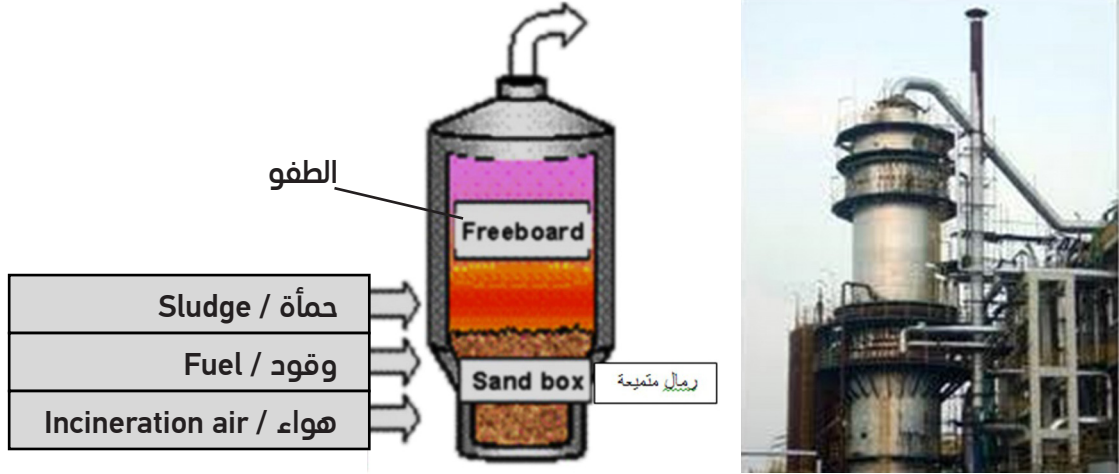 الطفو
Freeboard
Sludge / حمأة
Fuel / وقود
Incineration air / هواء
Sand box
رمال متميعة